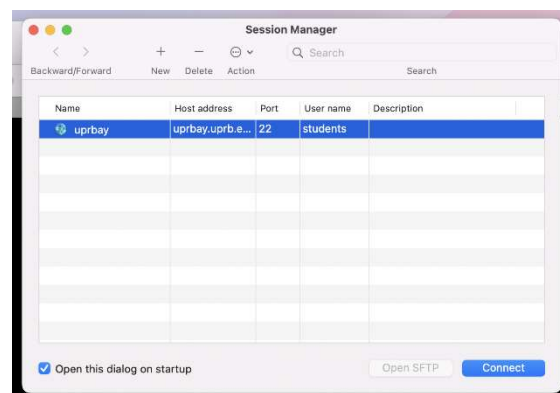 Session Manager
Search
Backward/Forward New Delete Action Search
Name Host address Port User name Description
uprbay uprbay.uprb.e... 22 students
Open this dialog on startup Open SFTP Connect